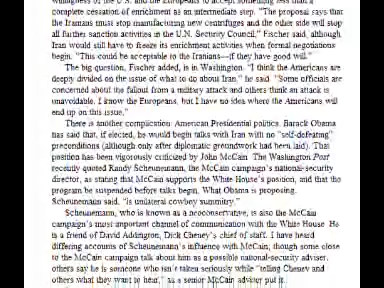 willingness of the U.S. and the Europeans to accept something less than a
complete cessation of enrichment as an intermediate step. "The proposal says that
the Iranians must stop manufacturing new centrifuges and the other side will stop
all further sanction activities in the U.N. Security Council," Fischer said, although
Iran would still have to freeze its enrichment activities when formal negotiations
begin. "This could be acceptable to the Iranians—if they have good will."
The big question, Fischer added, is in Washington. "I think the Americans are
deeply divided on the issue of what to do about Iran," he said. "Some officials are
concerned about the fallout from a military attack and others think an attack is
unavoidable. I know the Europeans, but I have no idea where the Americans will
end up on this issue."
There is another complication: American Presidential politics. Barack Obama
has said that, if elected, he would begin talks with Iran with no "self-defeating"
preconditions (although only after diplomatic groundwork had been laid). That
position has been vigorously criticized by John McCain. The Washington Post
recently quoted Randy Scheunemann, the McCain campaign's national-security
director, as stating that McCain supports the White House's position, and that the
program be suspended before talks begin. What Obama is proposing,
Scheunemann said, "is unilateral cowboy summitry."
Scheunemann, who is known as a neoconservative, is also the McCain
campaign's most important channel of communication with the White House. He
is a friend of David Addington, Dick Cheney's chief of staff. I have heard
differing accounts of Scheunemann's influence with McCain; though some close
to the McCain campaign talk about him as a possible national-security adviser,
others say he is someone who isn't taken seriously while "telling Cheney and
others what they want to hear," as a senior McCain adviser put it.